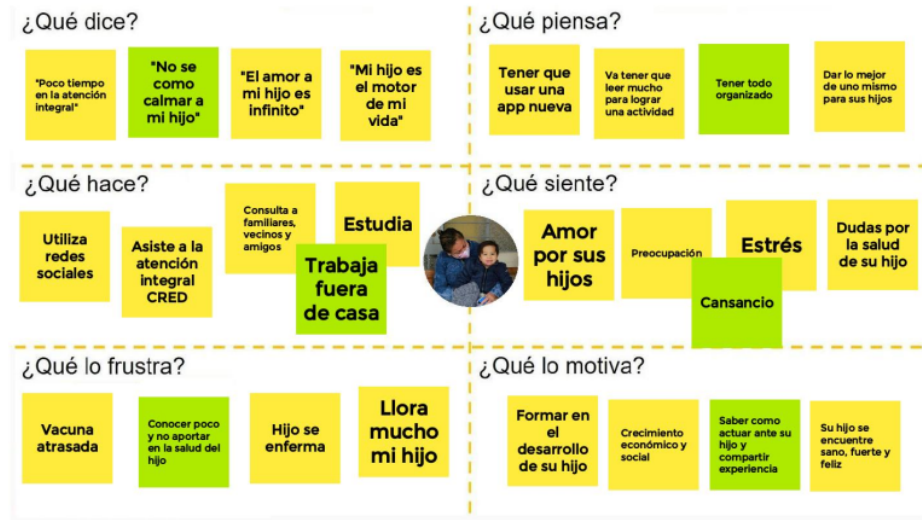 ¿Qué dice?
"Poco tiempo
en la atención
integral"
"No se
como
calmar a
mi hijo"
"El amor a
mi hijo es
infinito"
"Mi hijo es
el motor
de mi
vida"
¿Qué piensa?
Tener que
usar una
app nueva
Va tener que
leer mucho
para lograr
una actividad
Tener todo
organizado
Dar lo mejor
de uno mismo
para sus hijos
¿Qué hace?
Utiliza
redes
sociales
Asiste a la
atención
integral
CRED
Consulta a
familiares,
vecinos y
amigos
Estudia
Trabaja
fuera
de casa
¿Qué siente?
Amor
por sus
hijos
Preocupación
Estrés
Dudas por
la salud
de su hijo
Cansancio
¿Qué lo frustra?
Vacuna
atrasada
Conocer poco
y no aportar
en la salud del
hijo
Hijo se
enferma
Llora
mucho
mi hijo
¿Qué lo motiva?
Formar en
el
desarrollo
de su hijo
Crecimiento
económico y
social
Saber como
actuar ante su
hijo y
compartir
experiencia
Su hijo se
encuentre
sano, fuerte y
feliz